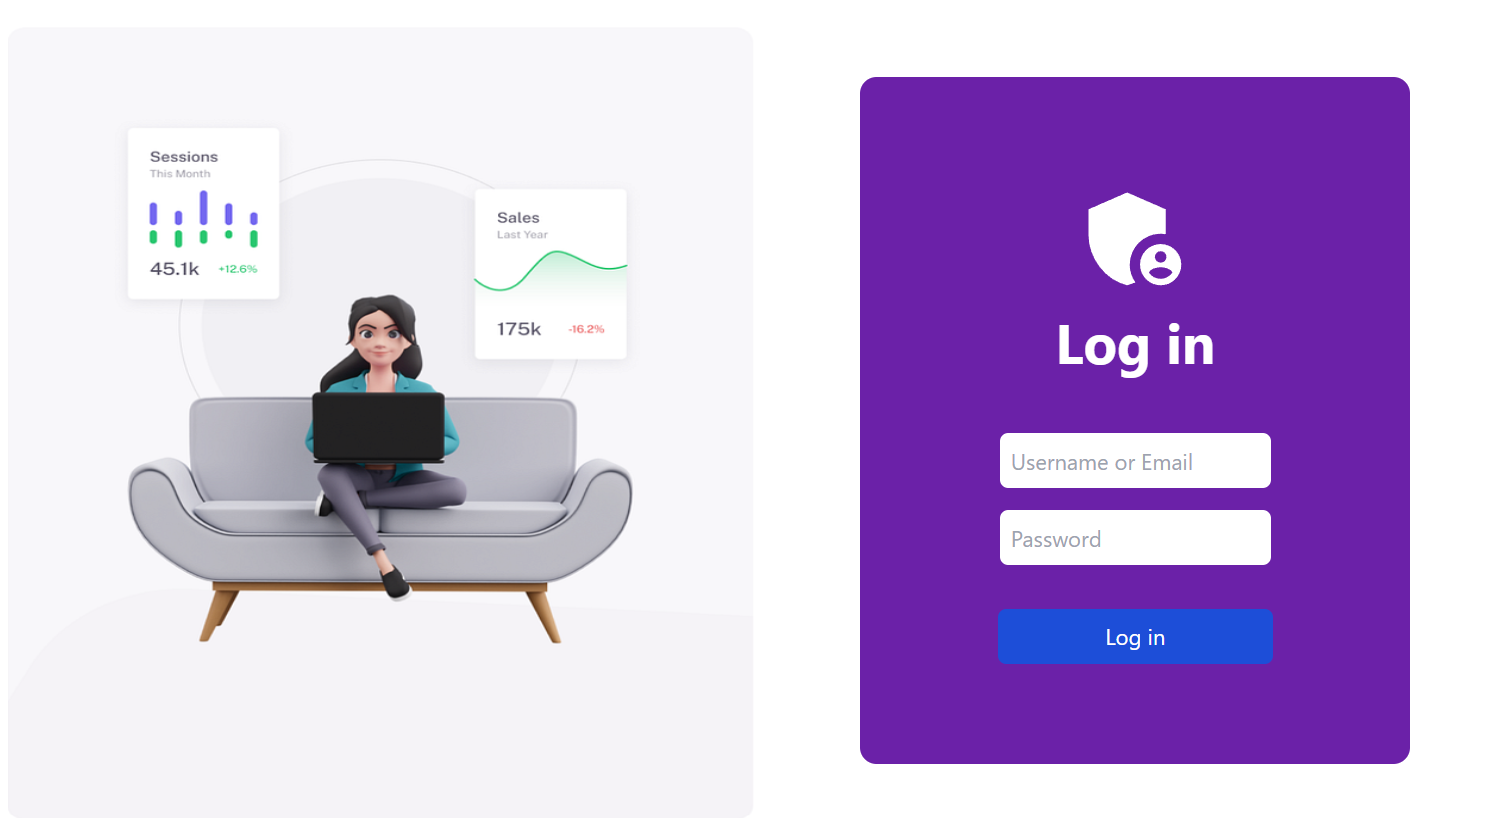 Sessions
This Month
45.1k +12.6%
Sales
Last Year
175k -16.2%
Log in
Username or Email
Password
Log in